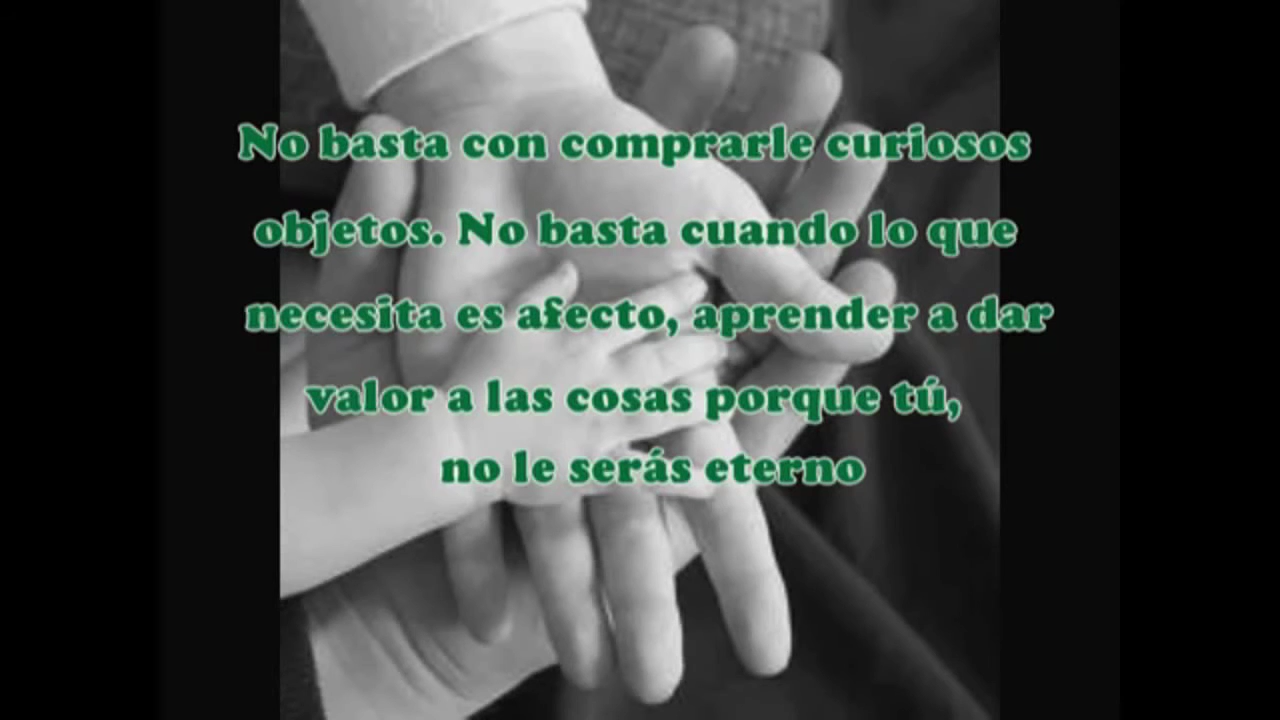 No basta con comprarle curiosos
objetos. No basta cuando lo que
necesita es afecto, aprender a dar
valor a las cosas porque tú,
no le serás eterno